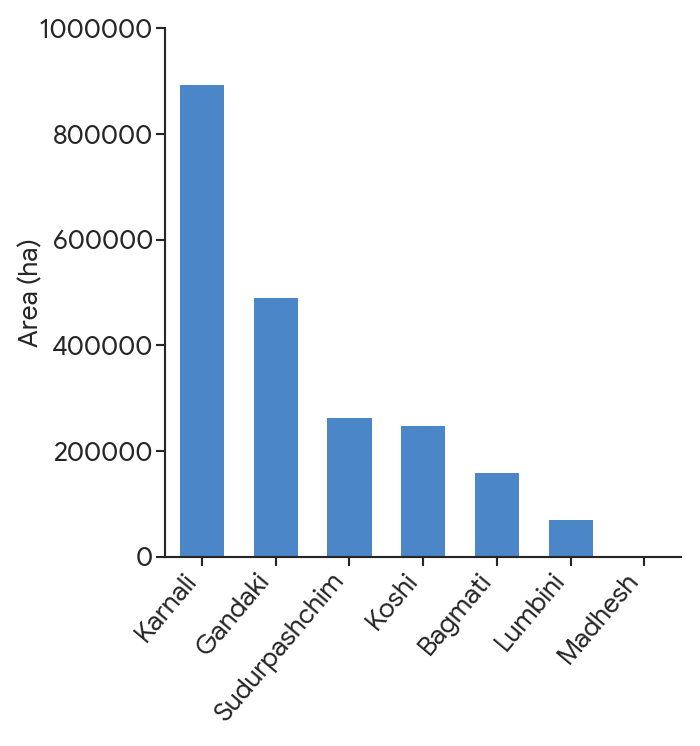 1000000
800000
600000
400000
200000
0
Area (ha)
Karnali
Gandaki
Sudurpashchim
Koshi
Bagmati
Lumbini
Madhesh